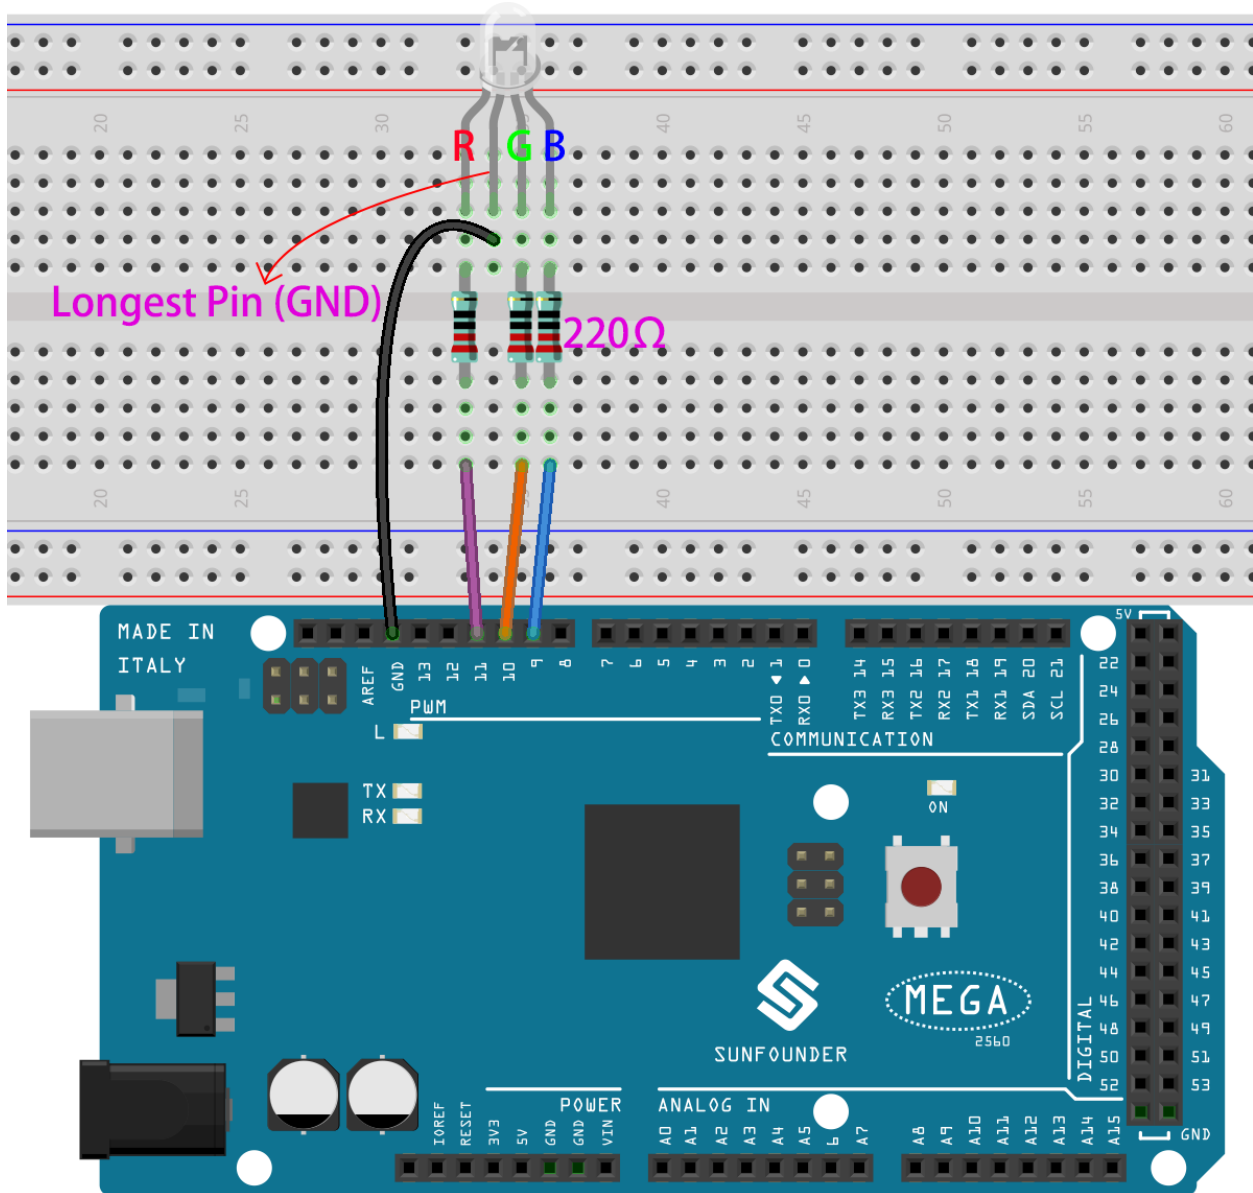 20 25 30 35 40 45 50 55 60
R G B
Longest Pin (GND)
220Ω
20 25 30 35 40 45 50 55 60
MADE IN
ITALY
AREF GND 13 12 11 10 9 8 7 6 5 4 3 2 TX0 ◀ 1 RX0 ▶ 0 TX3 14 RX3 15 TX2 16 RX2 17 TX1 18 RX1 19 SDA 20 SCL 21
5V
PWM
COMMUNICATION
L
TX
RX
ON
22
24
26
28
30 31
32 33
34 35
36 37
38 39
40 41
42 43
44 45
46 47
48 49
50 51
52 53
DIGITAL
GND
MEGA
2560
SUNFOUNDER
POWER
ANALOG IN
IOREF RESET 3V3 5V GND GND VIN A0 A1 A2 A3 A4 A5 6 A7 A8 A9 A10 A11 A12 A13 A14 A15